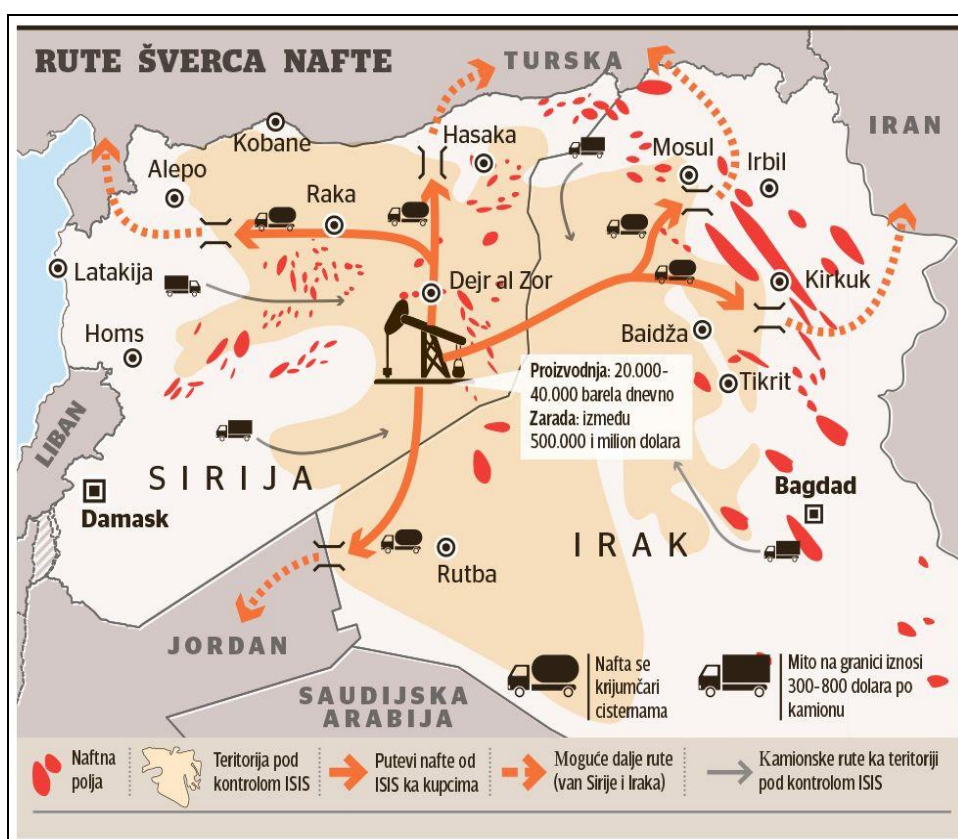 RUTE ŠVERCA NAFTE
TURSKA
IRAN
Kobane
Hasaka
Mosul
Irbil
Alepo
Raka
Latakija
Dejr al Zor
Kirkuk
Homs
Baidža
Tikrit
Proizvodnja: 20.000-
40.000 barela dnevno
Zarada: između
500.000 i milion dolara
LIBAN
SIRIJA
Damask
Bagdad
IRAK
Rutba
JORDAN
SAUDIJSKA
ARABIJA
Nafta se
krijumčari
cisternama
Mito na granici iznosi
300-800 dolara po
kamionu
Naftna
polja
Teritorija pod
kontrolom ISIS
Putevi nafte od
ISIS ka kupcima
Moguće dalje rute
(van Sirije i Iraka)
Kamionske rute ka teritoriji
pod kontrolom ISIS